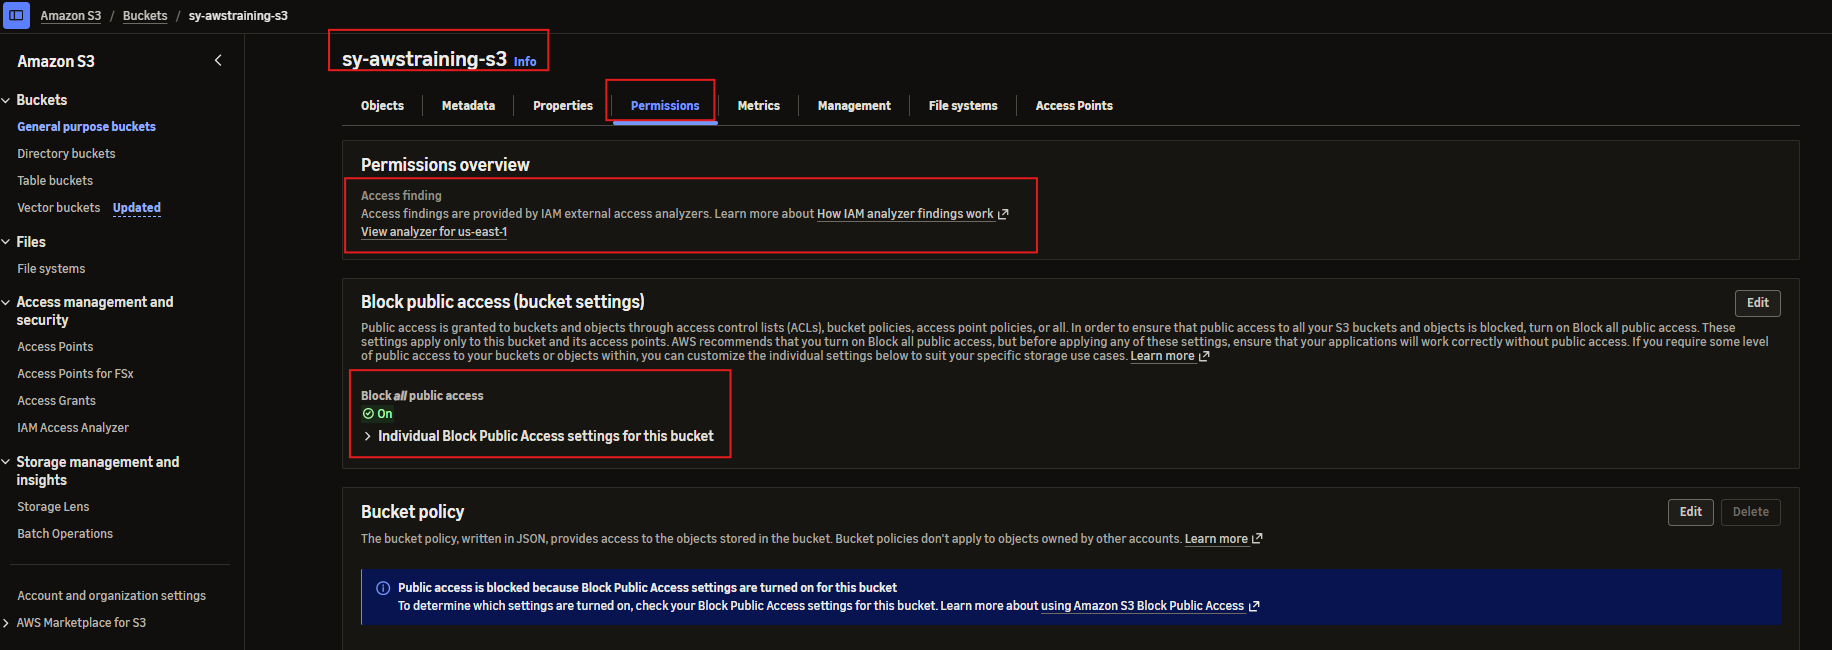 Amazon S3 / Buckets / sy-awstraining-s3
Amazon S3
Buckets
General purpose buckets
Directory buckets
Table buckets
Vector buckets Updated
Files
File systems
Access management and
security
Access Points
Access Points for FSx
Access Grants
IAM Access Analyzer
Storage management and
insights
Storage Lens
Batch Operations
Account and organization settings
AWS Marketplace for S3
sy-awstraining-s3 Info
Objects Metadata Properties Permissions Metrics Management File systems Access Points
Permissions overview
Access finding
Access findings are provided by IAM external access analyzers. Learn more about How IAM analyzer findings work
View analyzer for us-east-1
Block public access (bucket settings)
Edit
Public access is granted to buckets and objects through access control lists (ACLs), bucket policies, access point policies, or all. In order to ensure that public access to all your S3 buckets and objects is blocked, turn on Block all public access. These
settings apply only to this bucket and its access points. AWS recommends that you turn on Block all public access, but before applying any of these settings, ensure that your applications will work correctly without public access. If you require some level
of public access to your buckets or objects within, you can customize the individual settings below to suit your specific storage use cases. Learn more
Block all public access
On
Individual Block Public Access settings for this bucket
Bucket policy
Edit Delete
The bucket policy, written in JSON, provides access to the objects stored in the bucket. Bucket policies don't apply to objects owned by other accounts. Learn more
Public access is blocked because Block Public Access settings are turned on for this bucket
To determine which settings are turned on, check your Block Public Access settings for this bucket. Learn more about using Amazon S3 Block Public Access